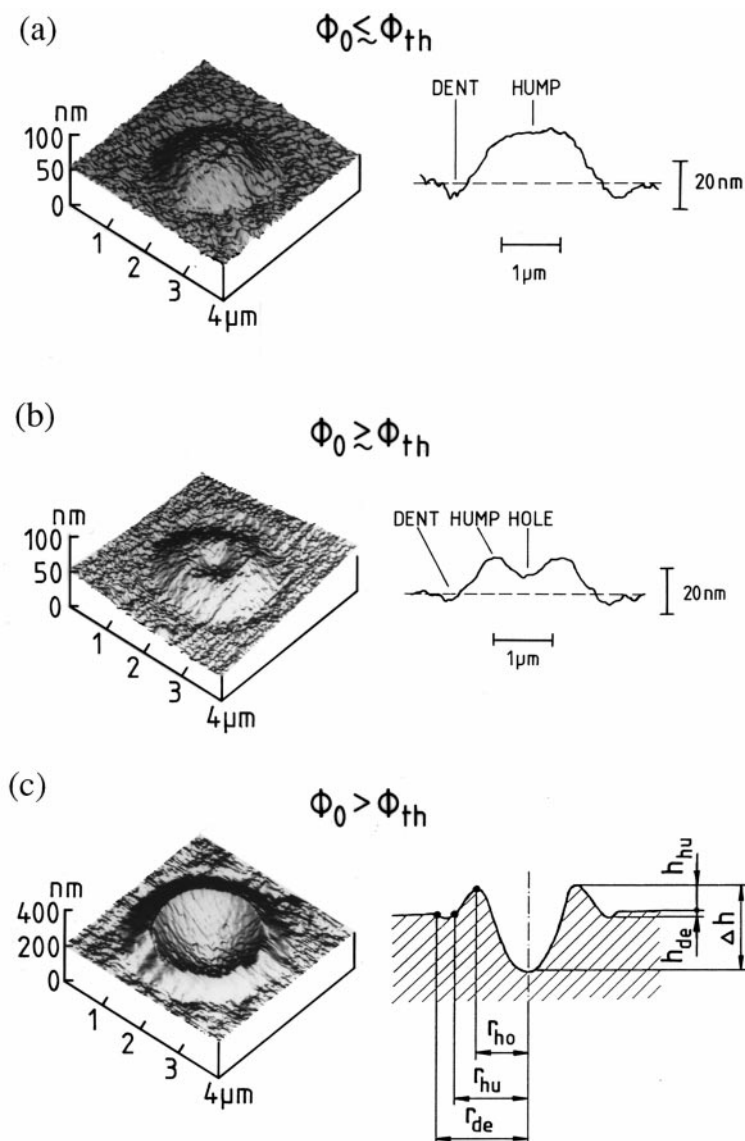 (a)
Φ₀ ≲ Φth
nm
100
50
0
1
2
3
4μm
DENT HUMP
20nm
1μm
(b)
Φ₀ ≳ Φth
nm
100
50
0
1
2
3
4μm
DENT HUMP HOLE
20nm
1μm
(c)
Φ₀ > Φth
nm
400
200
0
1
2
3
4μm
hhu
hde
Δh
rho
rhu
rde